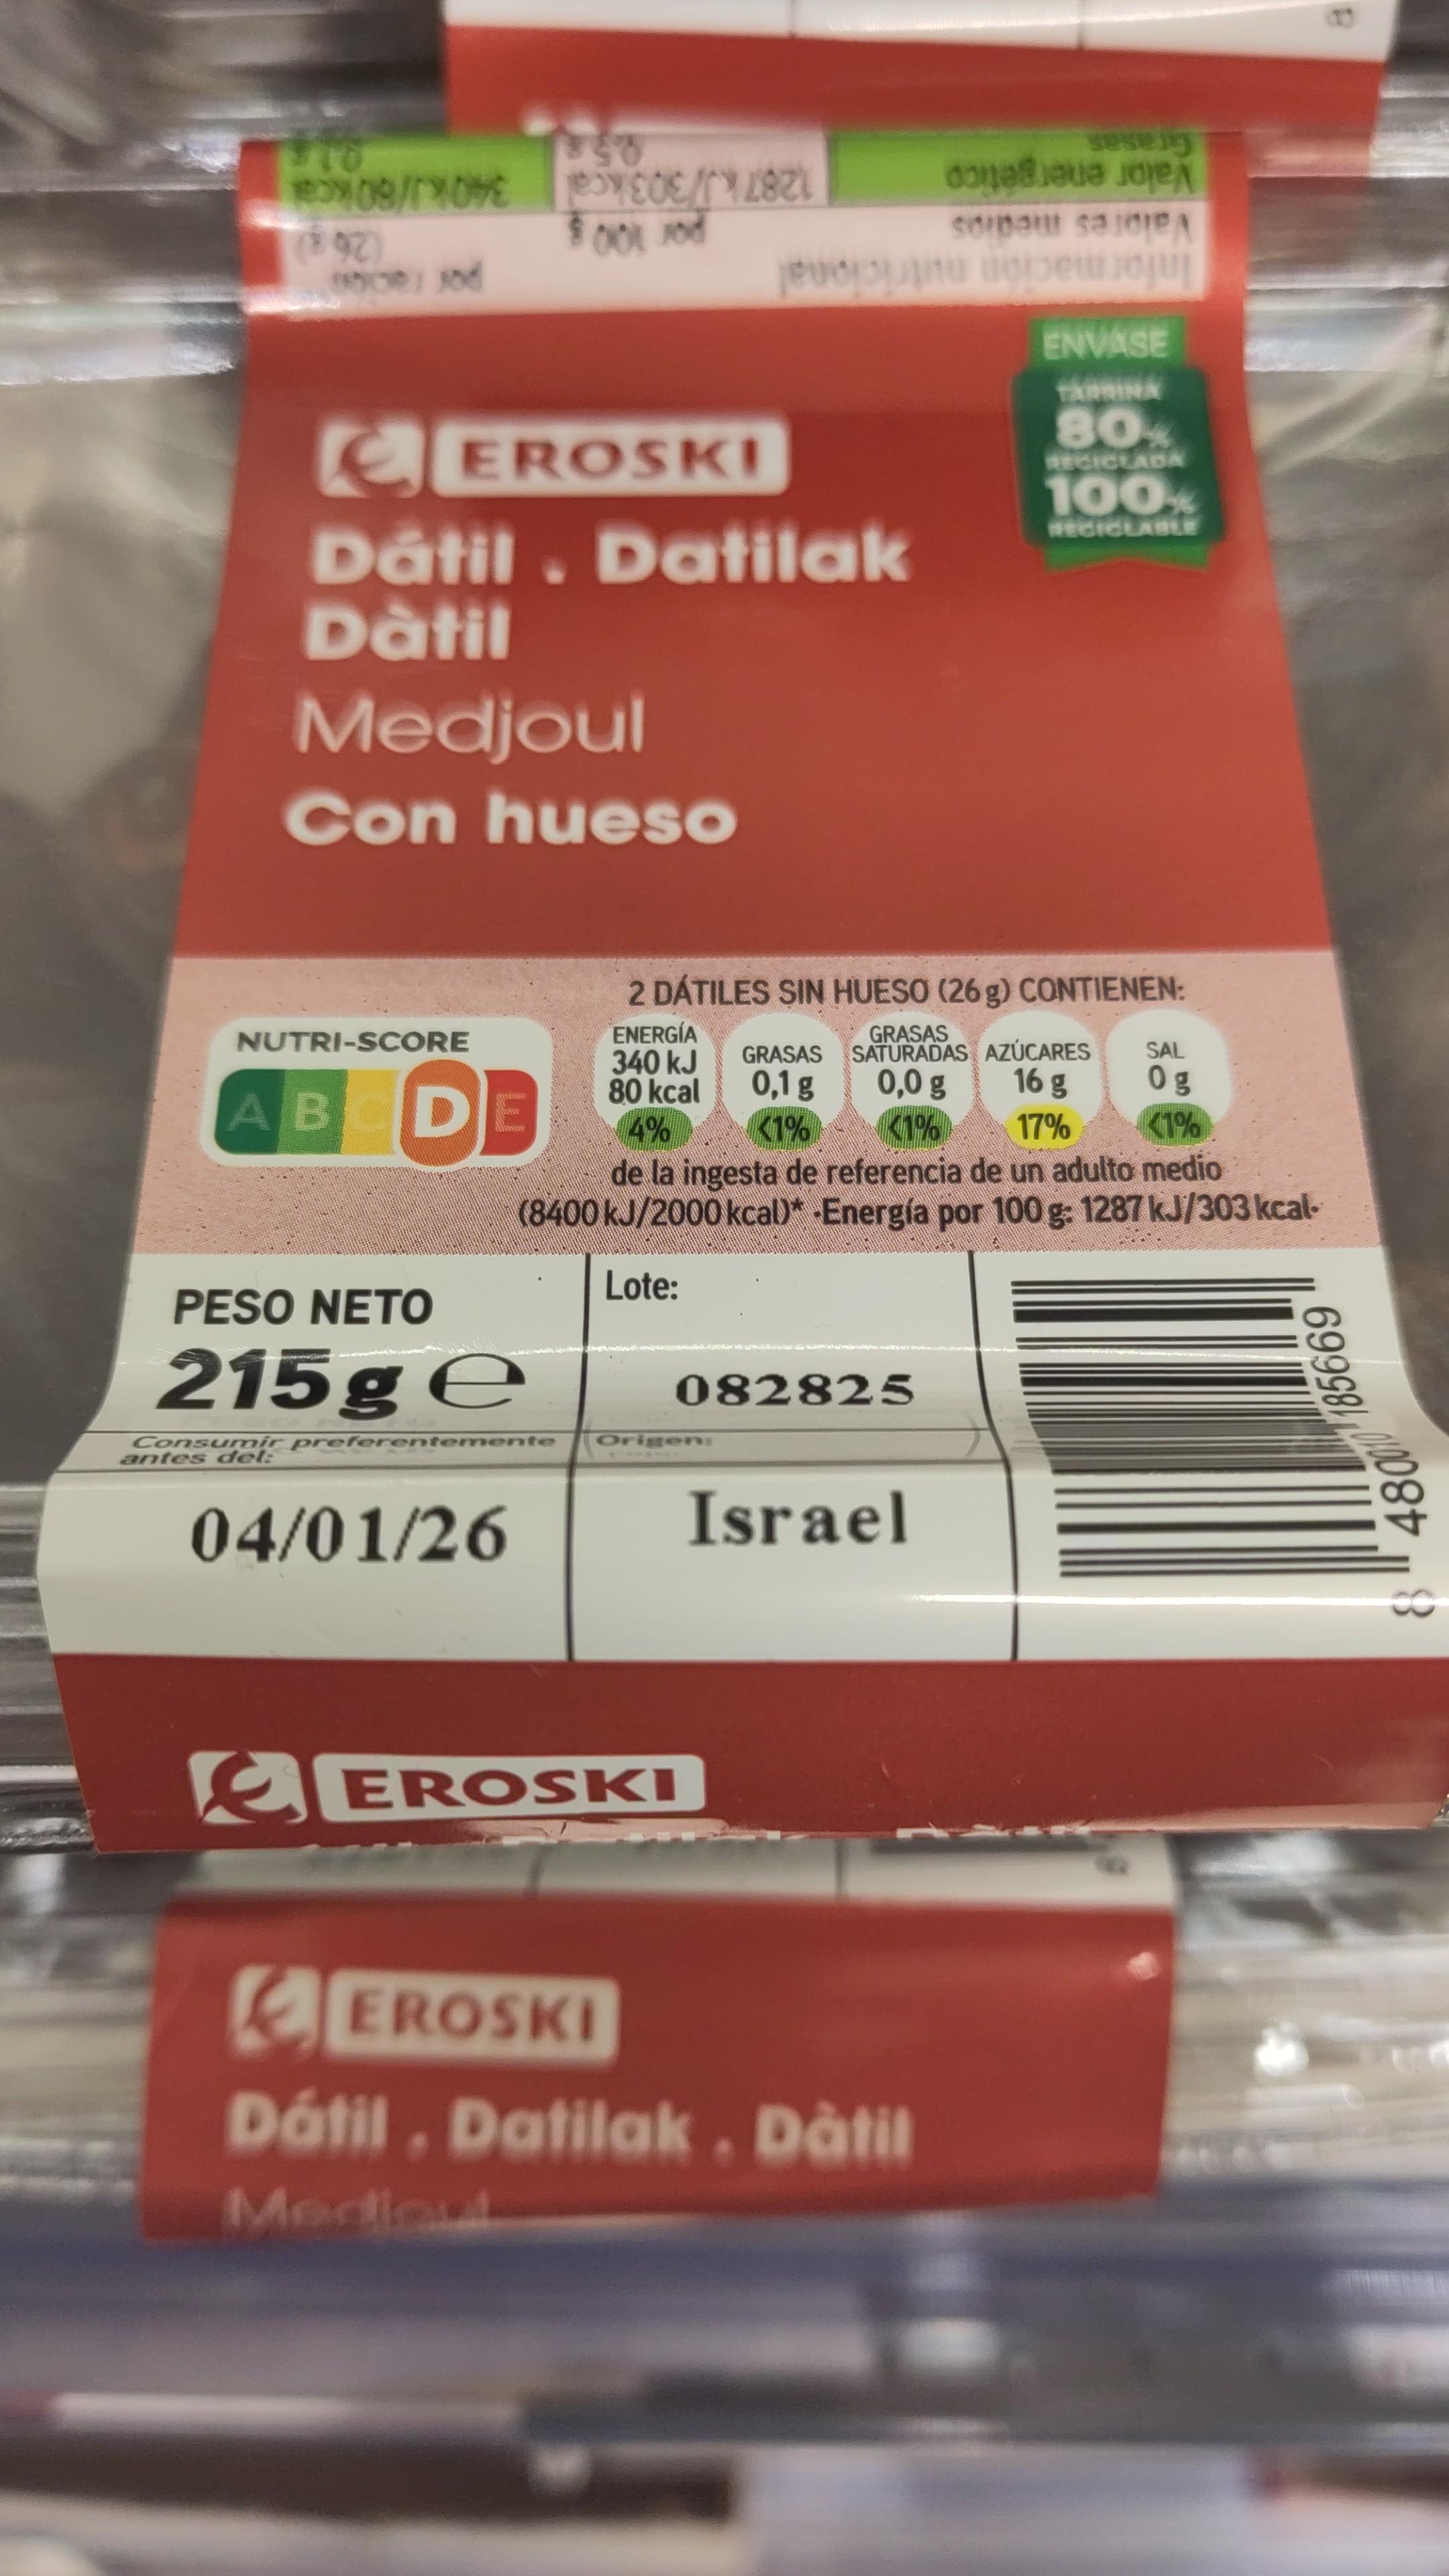 Información nutricional
Valores medios por 100 g por ración (26 g)
Valor energético 1287 kJ/303 kcal 340 kJ/80 kcal
Grasas 0,5 g 0,1 g
ENVASE
TARRINA
80%
RECICLADA
100%
RECICLABLE
EROSKI
Dátil . Datilak
Dàtil
Medjoul
Con hueso
2 DÁTILES SIN HUESO (26 g) CONTIENEN:
NUTRI-SCORE
A B C D E
ENERGÍA 340 kJ 80 kcal 4%
GRASAS 0,1 g <1%
GRASAS SATURADAS 0,0 g <1%
AZÚCARES 16 g 17%
SAL 0 g <1%
de la ingesta de referencia de un adulto medio
(8400 kJ/2000 kcal)* -Energía por 100 g: 1287 kJ/303 kcal-
PESO NETO
215 g e
Lote:
082825
Consumir preferentemente
antes del:
04/01/26
Origen:
Israel
8 480010 185669
EROSKI
EROSKI
Dátil . Datilak . Dàtil
Medjoul